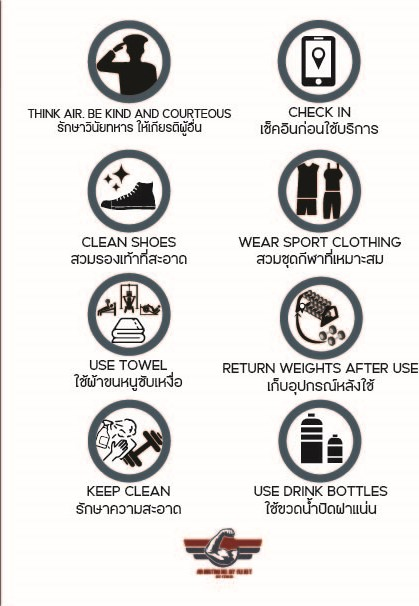 THINK AIR. BE KIND AND COURTEOUS
รักษาวินัยทหาร ให้เกียรติผู้อื่น
CHECK IN
เช็คอินก่อนใช้บริการ
CLEAN SHOES
สวมรองเท้าที่สะอาด
WEAR SPORT CLOTHING
สวมชุดกีฬาที่เหมาะสม
USE TOWEL
ใช้ผ้าขนหนูซับเหงื่อ
RETURN WEIGHTS AFTER USE
เก็บอุปกรณ์หลังใช้
KEEP CLEAN
รักษาความสะอาด
USE DRINK BOTTLES
ใช้ขวดน้ำปิดฝาแน่น